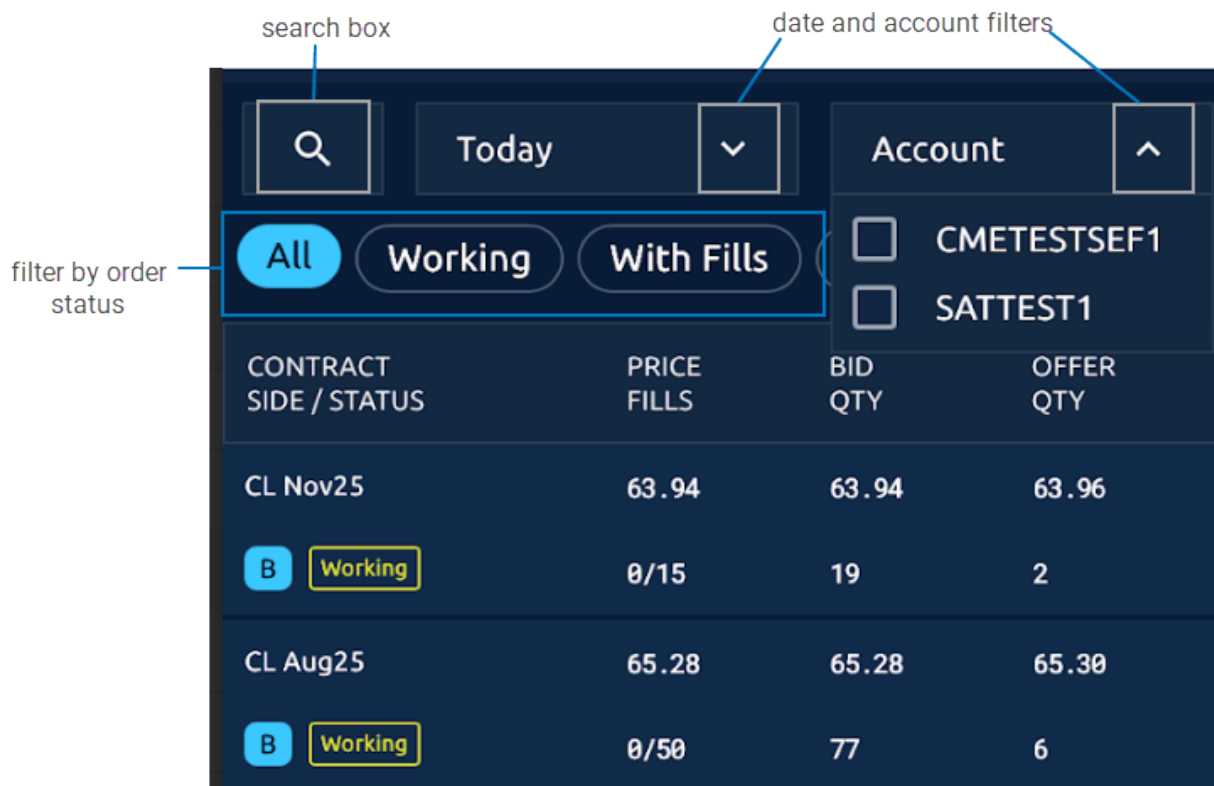 search box
date and account filters
Today
Account
All
Working
With Fills
CMETESTSEF1
SATTEST1
filter by order
status
CONTRACT
SIDE / STATUS
PRICE
FILLS
BID
QTY
OFFER
QTY
CL Nov25
63.94
63.94
63.96
B
Working
0/15
19
2
CL Aug25
65.28
65.28
65.30
B
Working
0/50
77
6